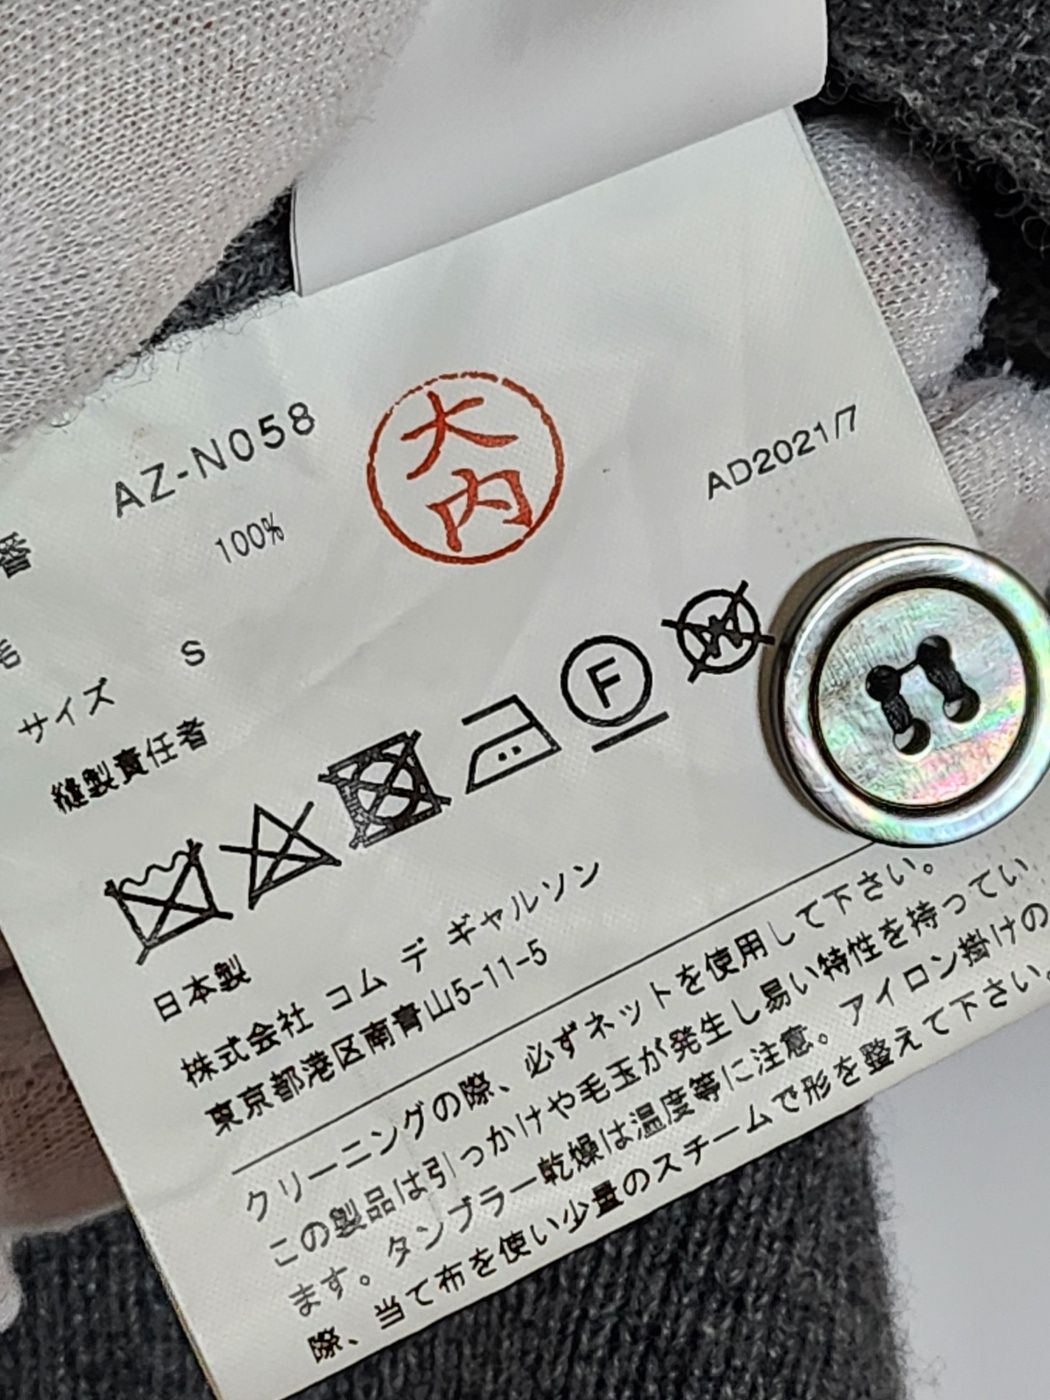 番 AZ-N058
大内
AD2021/7
毛 100%
サイズ S
縫製責任者
F
W
日本製
株式会社 コム デ ギャルソン
東京都港区南青山5-11-5
クリーニングの際、必ずネットを使用して下さい。
この製品は引っかけや毛玉が発生し易い特性を持ってい
ます。タンブラー乾燥は温度等に注意。アイロン掛けの
際、当て布を使い少量のスチームで形を整えて下さい。